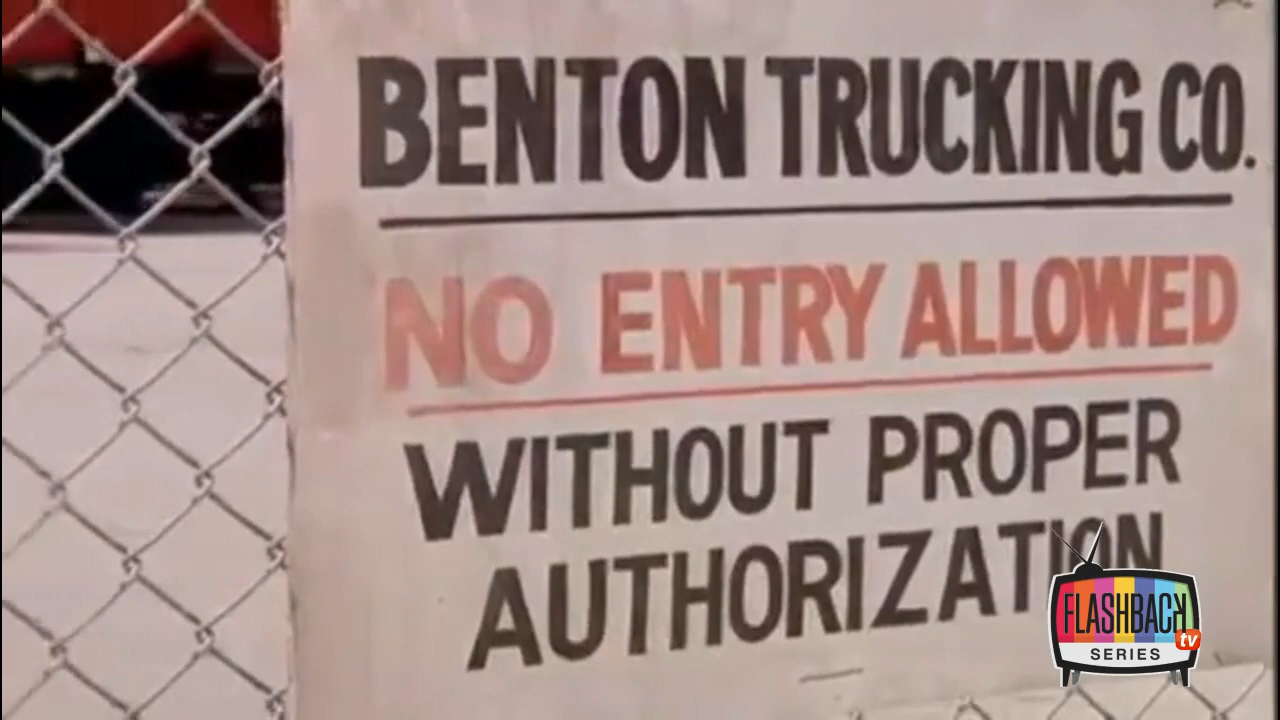 BENTON TRUCKING CO.
NO ENTRY ALLOWED
WITHOUT PROPER
AUTHORIZATION
FLASHBACK
tv
SERIES